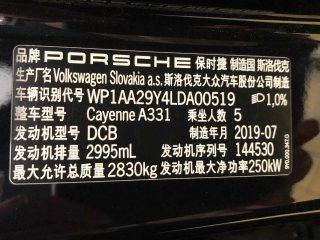 品牌 PORSCHE 保时捷 制造国 斯洛伐克
生产厂名 Volkswagen Slovakia a.s. 斯洛伐克大众汽车股份公司制造
车辆识别代号 WP1AA29Y4LDA00519 1,0%
整车型号 Cayenne A331 乘坐人数 5
发动机型号 DCB 制造年月 2019-07
发动机排量 2995mL 发动机序列号 144530
最大允许总质量 2830kg 发动机最大净功率 250kW